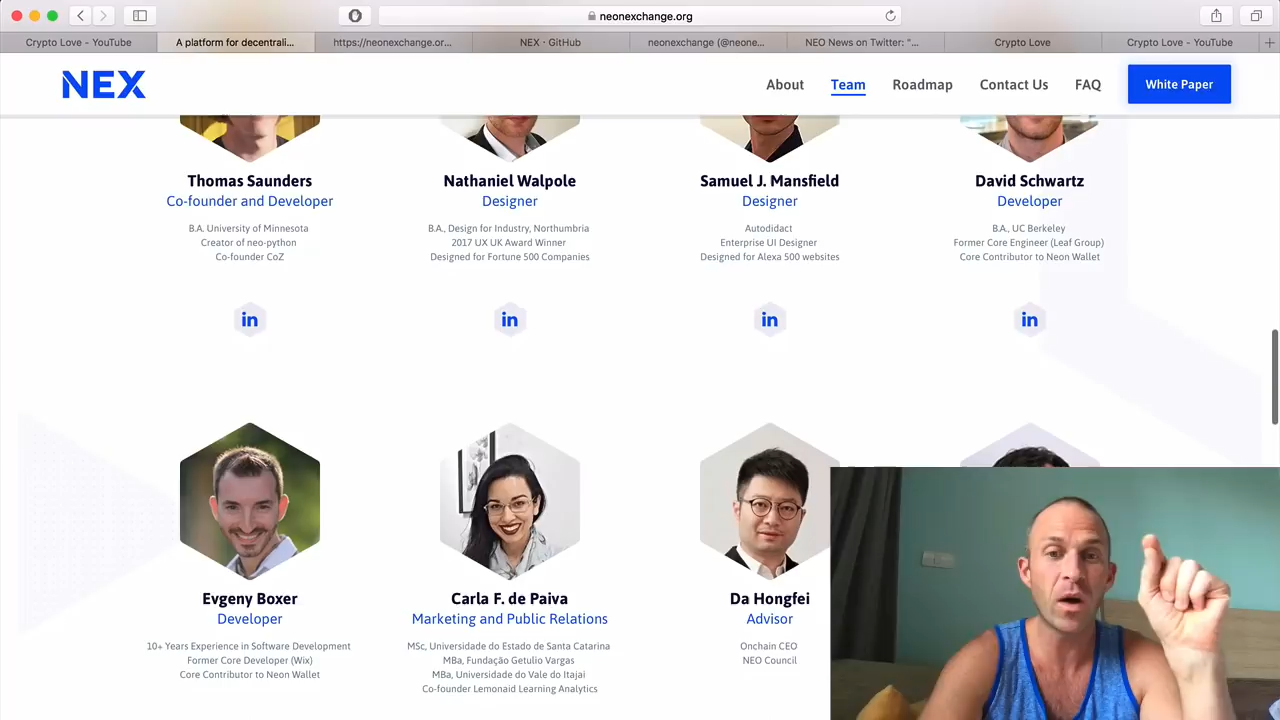 neonexchange.org
Crypto Love - YouTube
A platform for decentrali...
https://neonexchange.or...
NEX · GitHub
neonexchange (@neone...
NEO News on Twitter: "...
Crypto Love
Crypto Love - YouTube
NEX
About
Team
Roadmap
Contact Us
FAQ
White Paper
Thomas Saunders
Co-founder and Developer
B.A. University of Minnesota
Creator of neo-python
Co-founder CoZ
in
Nathaniel Walpole
Designer
B.A., Design for Industry, Northumbria
2017 UX UK Award Winner
Designed for Fortune 500 Companies
in
Samuel J. Mansfield
Designer
Autodidact
Enterprise UI Designer
Designed for Alexa 500 websites
in
David Schwartz
Developer
B.A., UC Berkeley
Former Core Engineer (Leaf Group)
Core Contributor to Neon Wallet
in
Evgeny Boxer
Developer
10+ Years Experience in Software Development
Former Core Developer (Wix)
Core Contributor to Neon Wallet
Carla F. de Paiva
Marketing and Public Relations
MSc, Universidade do Estado de Santa Catarina
MBa, Fundação Getulio Vargas
MBa, Universidade do Vale do Itajai
Co-founder Lemonaid Learning Analytics
Da Hongfei
Advisor
Onchain CEO
NEO Council